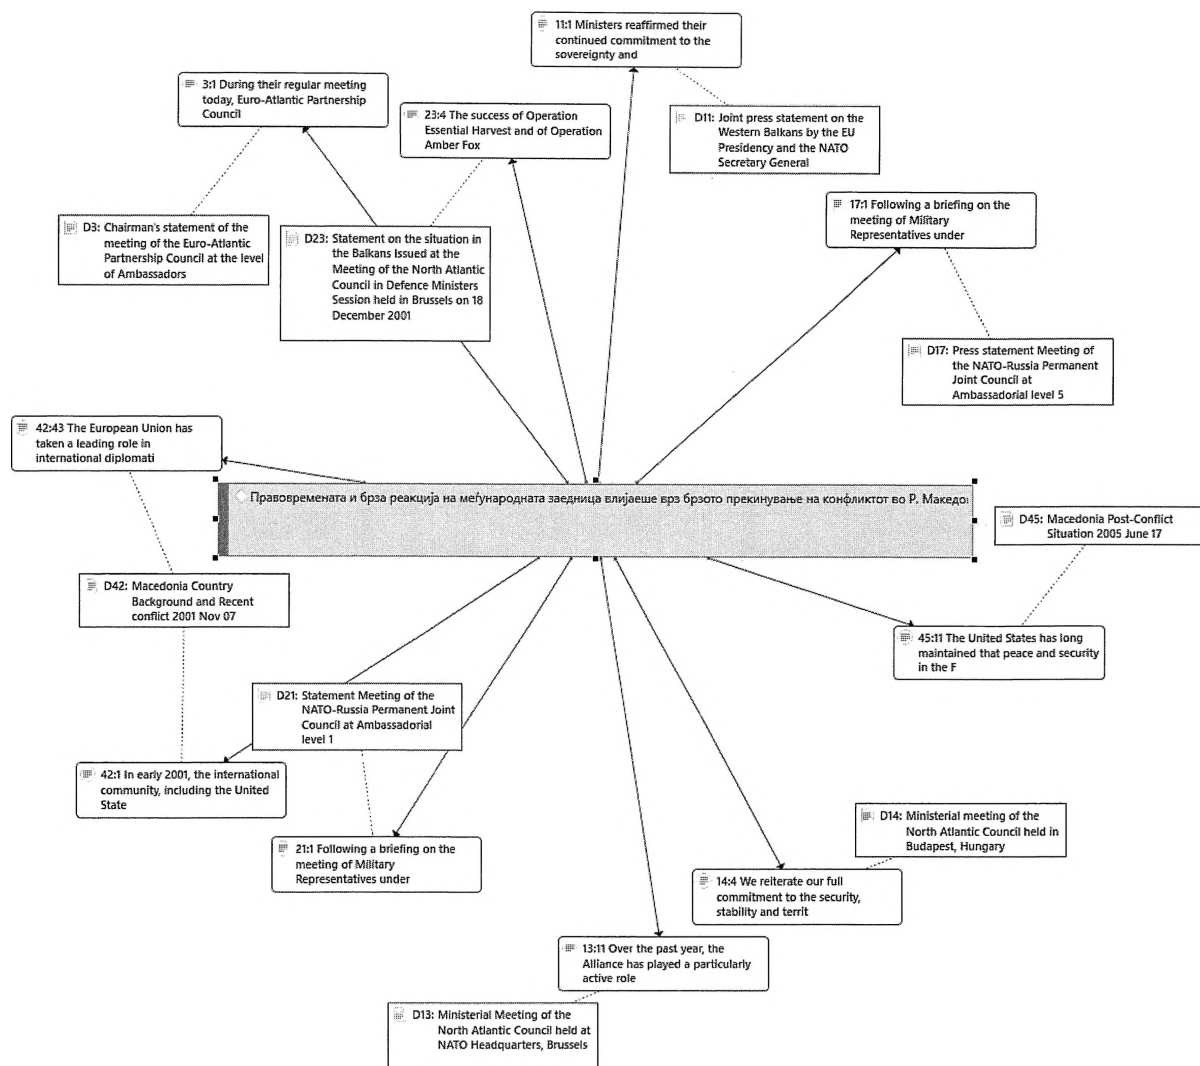 11:1 Ministers reaffirmed their
continued commitment to the
sovereignty and
3:1 During their regular meeting
today, Euro-Atlantic Partnership
Council
23:4 The success of Operation
Essential Harvest and of Operation
Amber Fox
D11: Joint press statement on the
Western Balkans by the EU
Presidency and the NATO
Secretary General
17:1 Following a briefing on the
meeting of Military
Representatives under
D3: Chairman's statement of the
meeting of the Euro-Atlantic
Partnership Council at the level
of Ambassadors
D23: Statement on the situation in
the Balkans Issued at the
Meeting of the North Atlantic
Council in Defence Ministers
Session held in Brussels on 18
December 2001
D17: Press statement Meeting of
the NATO-Russia Permanent
Joint Council at
Ambassadorial level 5
42:43 The European Union has
taken a leading role in
international diplomati
Правовремената и брза реакција на меѓународната заедница влијаеше врз брзото прекинување на конфликтот во Р. Македо
D45: Macedonia Post-Conflict
Situation 2005 June 17
D42: Macedonia Country
Background and Recent
conflict 2001 Nov 07
45:11 The United States has long
maintained that peace and security
in the F
D21: Statement Meeting of the
NATO-Russia Permanent Joint
Council at Ambassadorial
level 1
42:1 In early 2001, the international
community, including the United
State
21:1 Following a briefing on the
meeting of Military
Representatives under
D14: Ministerial meeting of the
North Atlantic Council held in
Budapest, Hungary
14:4 We reiterate our full
commitment to the security,
stability and territ
13:11 Over the past year, the
Alliance has played a particularly
active role
D13: Ministerial Meeting of the
North Atlantic Council held at
NATO Headquarters, Brussels